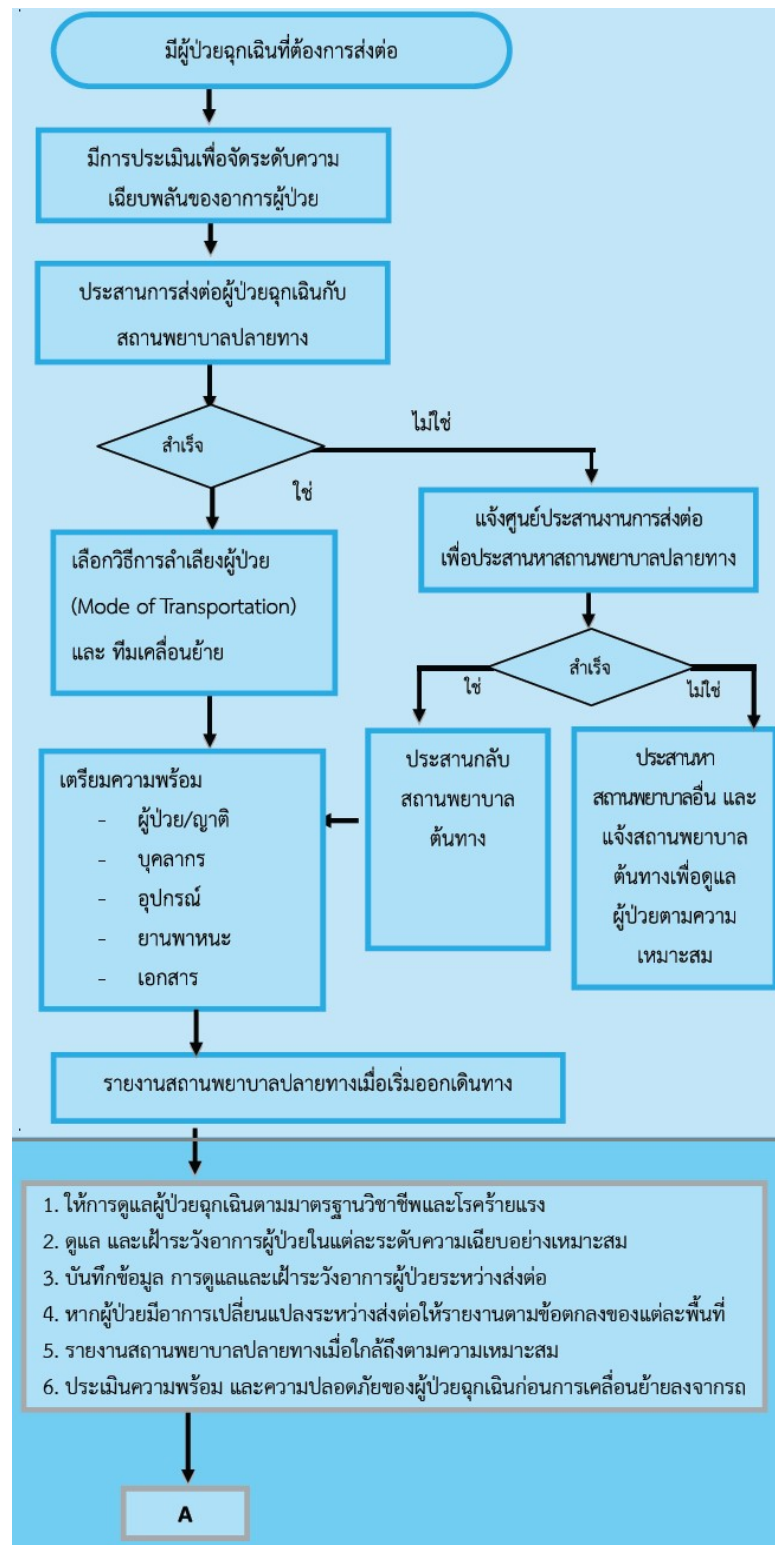 มีผู้ป่วยฉุกเฉินที่ต้องการส่งต่อ
มีการประเมินเพื่อจัดระดับความ
เฉียบพลันของอาการผู้ป่วย
ประสานการส่งต่อผู้ป่วยฉุกเฉินกับ
สถานพยาบาลปลายทาง
สำเร็จ
ไม่ใช่
ใช่
แจ้งศูนย์ประสานงานการส่งต่อ
เพื่อประสานหาสถานพยาบาลปลายทาง
เลือกวิธีการลำเลียงผู้ป่วย
(Mode of Transportation)
และ ทีมเคลื่อนย้าย
สำเร็จ
ใช่
ไม่ใช่
ประสานกลับ
สถานพยาบาล
ต้นทาง
ประสานหา
สถานพยาบาลอื่น และ
แจ้งสถานพยาบาล
ต้นทางเพื่อดูแล
ผู้ป่วยตามความ
เหมาะสม
เตรียมความพร้อม
- ผู้ป่วย/ญาติ
- บุคลากร
- อุปกรณ์
- ยานพาหนะ
- เอกสาร
รายงานสถานพยาบาลปลายทางเมื่อเริ่มออกเดินทาง
1. ให้การดูแลผู้ป่วยฉุกเฉินตามมาตรฐานวิชาชีพและโรคร้ายแรง
2. ดูแล และเฝ้าระวังอาการผู้ป่วยในแต่ละระดับความเฉียบอย่างเหมาะสม
3. บันทึกข้อมูล การดูแลและเฝ้าระวังอาการผู้ป่วยระหว่างส่งต่อ
4. หากผู้ป่วยมีอาการเปลี่ยนแปลงระหว่างส่งต่อให้รายงานตามข้อตกลงของแต่ละพื้นที่
5. รายงานสถานพยาบาลปลายทางเมื่อใกล้ถึงตามความเหมาะสม
6. ประเมินความพร้อม และความปลอดภัยของผู้ป่วยฉุกเฉินก่อนการเคลื่อนย้ายลงจากรถ
A